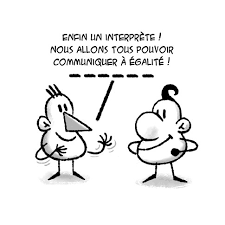 ENFIN UN INTERPRÈTE !
NOUS ALLONS TOUS POUVOIR
COMMUNIQUER À ÉGALITÉ !